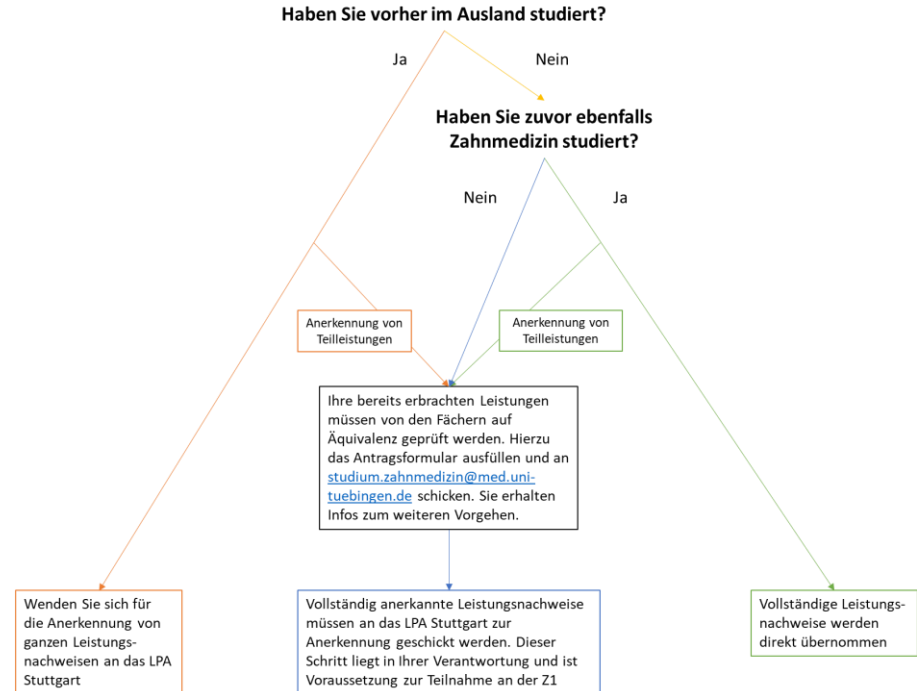 Haben Sie vorher im Ausland studiert?
Ja
Nein
Haben Sie zuvor ebenfalls
Zahnmedizin studiert?
Nein
Ja
Anerkennung von
Teilleistungen
Anerkennung von
Teilleistungen
Ihre bereits erbrachten Leistungen
müssen von den Fächern auf
Äquivalenz geprüft werden. Hierzu
das Antragsformular ausfüllen und an
studium.zahnmedizin@med.uni-
tuebingen.de schicken. Sie erhalten
Infos zum weiteren Vorgehen.
Wenden Sie sich für
die Anerkennung von
ganzen Leistungs-
nachweisen an das LPA
Stuttgart
Vollständig anerkannte Leistungsnachweise
müssen an das LPA Stuttgart zur
Anerkennung geschickt werden. Dieser
Schritt liegt in Ihrer Verantwortung und ist
Voraussetzung zur Teilnahme an der Z1
Vollständige Leistungs-
nachweise werden
direkt übernommen